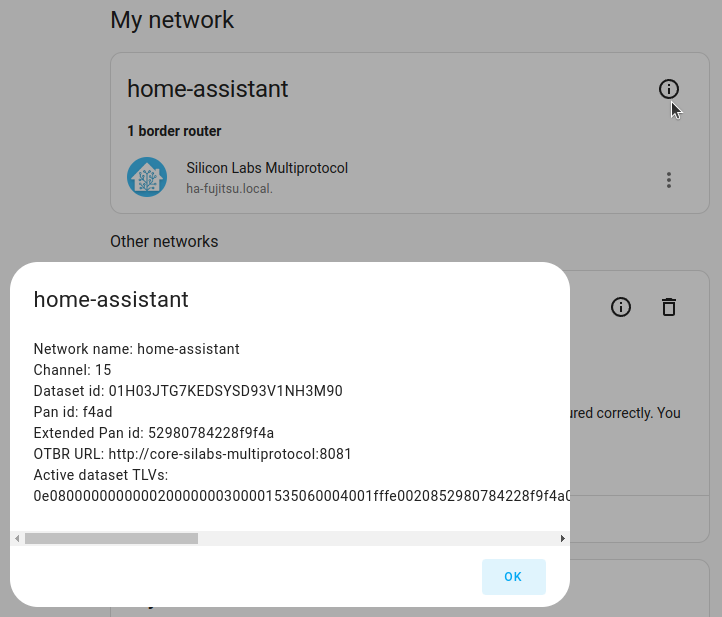 My network
home-assistant
1 border router
Silicon Labs Multiprotocol
ha-fujitsu.local.
Other networks
home-assistant
Network name: home-assistant
Channel: 15
Dataset id: 01H03JTG7KEDSYSD93V1NH3M90
Pan id: f4ad
Extended Pan id: 52980784228f9f4a
ured correctly. You
OTBR URL: http://core-silabs-multiprotocol:8081
Active dataset TLVs:
0e080000000000020000000300001535060004001fffe0020852980784228f9f4a0
OK